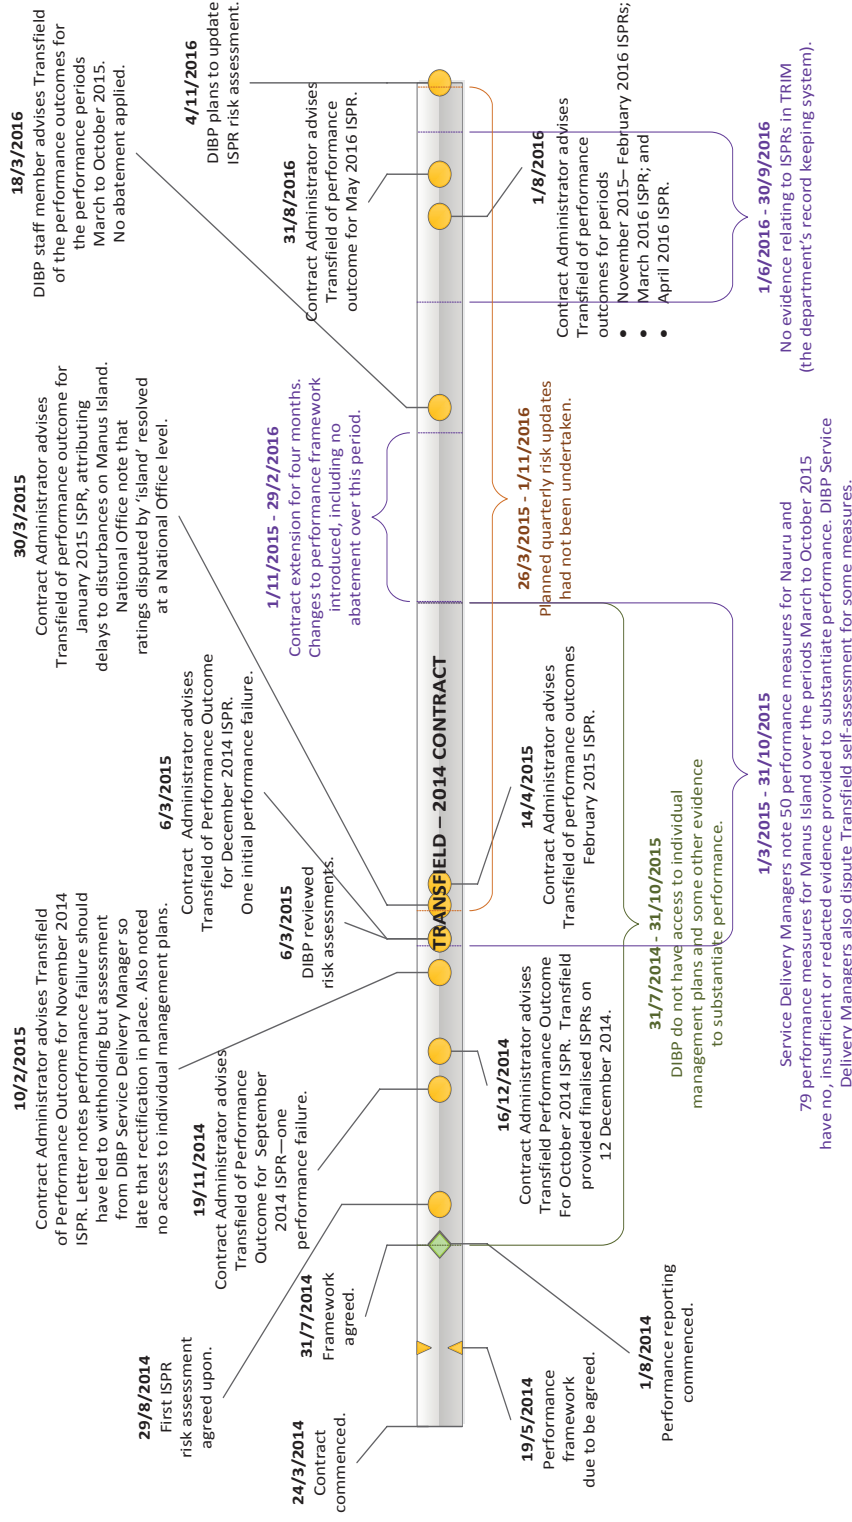 24/3/2014
Contract
commenced.
29/8/2014
First ISPR
risk assessment
agreed upon.
31/7/2014
Framework
agreed.
19/11/2014
Contract Administrator advises
Transfield of Performance
Outcome for September
2014 ISPR—one
performance failure.
10/2/2015
Contract Administrator advises Transfield
of Performance Outcome for November 2014
ISPR. Letter notes performance failure should
have led to withholding but assessment
from DIBP Service Delivery Manager so
late that rectification in place. Also noted
no access to individual management plans.
6/3/2015
DIBP reviewed
risk assessments.
6/3/2015
Contract Administrator advises
Transfield of Performance Outcome
for December 2014 ISPR.
One initial performance failure.
30/3/2015
Contract Administrator advises
Transfield of performance outcome for
January 2015 ISPR, attributing
delays to disturbances on Manus Island.
National Office note that
ratings disputed by 'island' resolved
at a National Office level.
1/11/2015 - 29/2/2016
Contract extension for four months.
Changes to performance framework
introduced, including no
abatement over this period.
18/3/2016
DIBP staff member advises Transfield
of the performance outcomes for
the performance periods
March to October 2015.
No abatement applied.
31/8/2016
Contract Administrator advises
Transfield of performance
outcome for May 2016 ISPR.
4/11/2016
DIBP plans to update
ISPR risk assessment.
TRANSFIELD – 2014 CONTRACT
19/5/2014
Performance
framework
due to be agreed.
1/8/2014
Performance reporting
commenced.
16/12/2014
Contract Administrator advises
Transfield Performance Outcome
For October 2014 ISPR. Transfield
provided finalised ISPRs on
12 December 2014.
14/4/2015
Contract Administrator advises
Transfield of performance outcomes
February 2015 ISPR.
26/3/2015 - 1/11/2016
Planned quarterly risk updates
had not been undertaken.
1/8/2016
Contract Administrator advises
Transfield of performance
outcomes for periods
• November 2015– February 2016 ISPRs;
• March 2016 ISPR; and
• April 2016 ISPR.
31/7/2014 - 31/10/2015
DIBP do not have access to individual
management plans and some other evidence
to substantiate performance.
1/3/2015 - 31/10/2015
Service Delivery Managers note 50 performance measures for Nauru and
79 performance measures for Manus Island over the periods March to October 2015
have no, insufficient or redacted evidence provided to substantiate performance. DIBP Service
Delivery Managers also dispute Transfield self-assessment for some measures.
1/6/2016 - 30/9/2016
No evidence relating to ISPRs in TRIM
(the department's record keeping system).